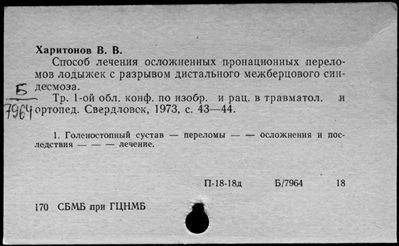 Харитонов В. В.
Способ лечения осложненных пронационных перело-
мов лодыжек с разрывом дистального межберцового син-
десмоза.
Б
7964
Тр. 1-ой обл. конф. по изобр. и рац. в травматол. и
ортопед. Свердловск, 1973, с. 43—44.
1. Голеностопный сустав — переломы — — осложнения и пос-
ледствия — — — лечение.
П-18-18д Б/7964 18
170 СБМБ при ГЦНМБ